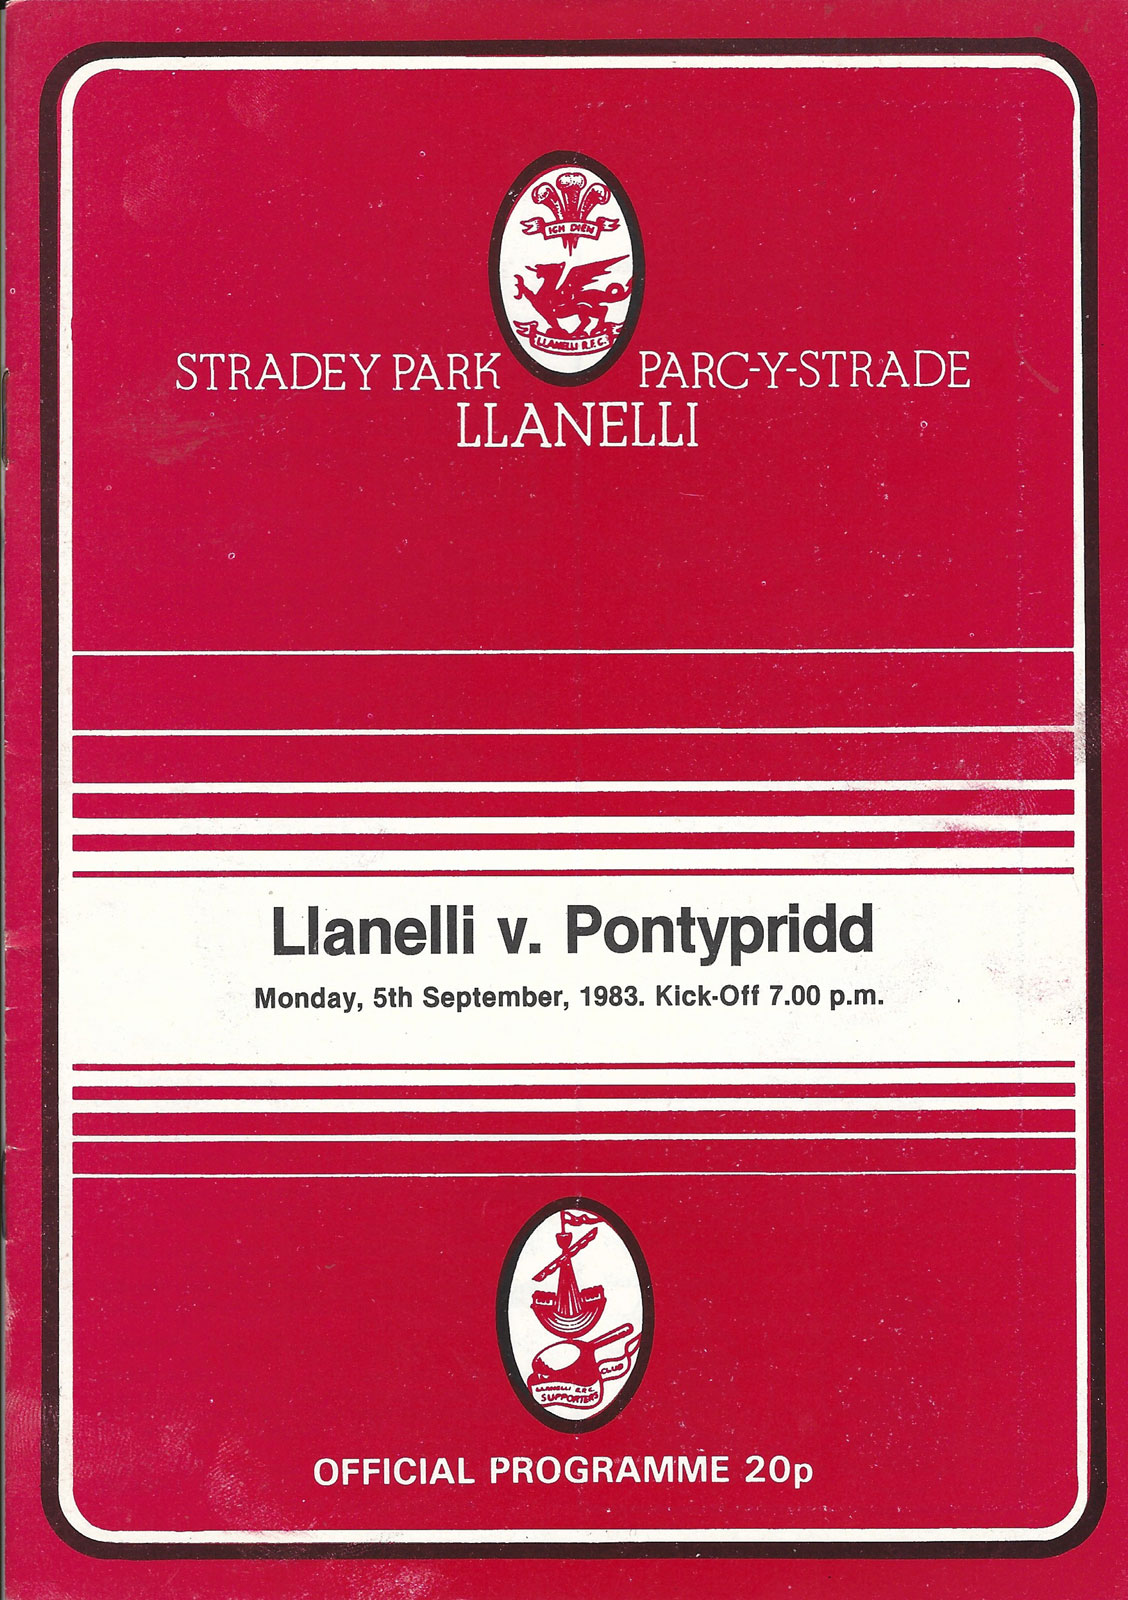 ICH DIEN
LLANELLI R.F.C.
STRADEY PARK PARC-Y-STRADE
LLANELLI
Llanelli v. Pontypridd
Monday, 5th September, 1983. Kick-Off 7.00 p.m.
CLUB
LLANELLI R.F.C.
SUPPORTERS
OFFICIAL PROGRAMME 20p